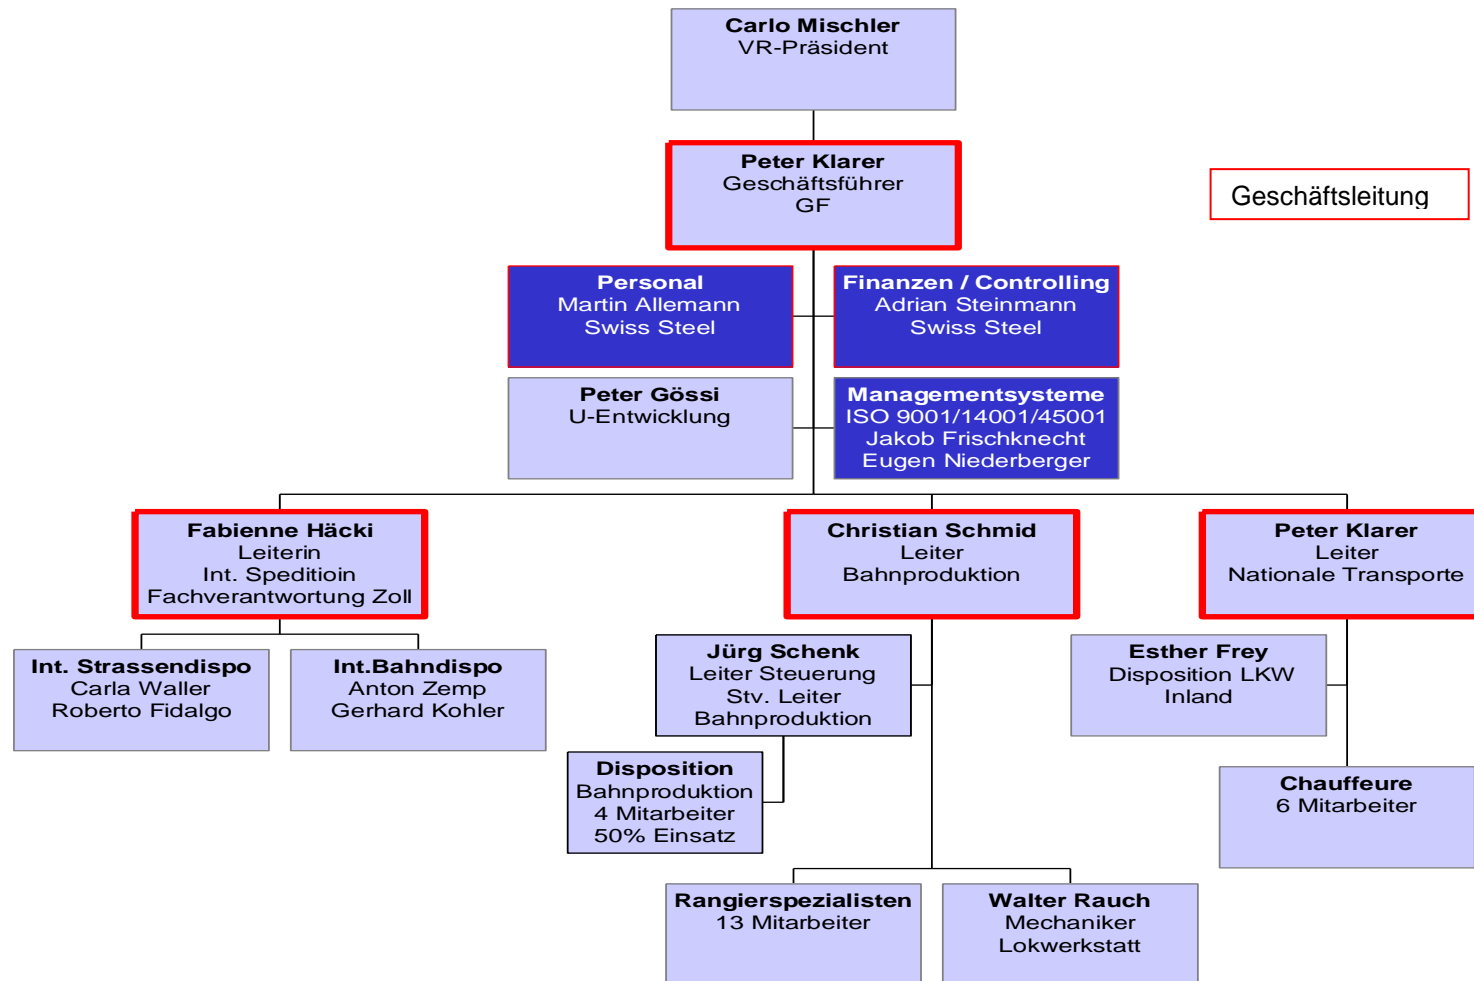 Carlo Mischler
VR-Präsident
Peter Klarer
Geschäftsführer
GF
Geschäftsleitung
Personal
Martin Allemann
Swiss Steel
Finanzen / Controlling
Adrian Steinmann
Swiss Steel
Peter Gössi
U-Entwicklung
Managementsysteme
ISO 9001/14001/45001
Jakob Frischknecht
Eugen Niederberger
Fabienne Häcki
Leiterin
Int. Speditioin
Fachverantwortung Zoll
Christian Schmid
Leiter
Bahnproduktion
Peter Klarer
Leiter
Nationale Transporte
Int. Strassendispo
Carla Waller
Roberto Fidalgo
Int.Bahndispo
Anton Zemp
Gerhard Kohler
Jürg Schenk
Leiter Steuerung
Stv. Leiter
Bahnproduktion
Esther Frey
Disposition LKW
Inland
Disposition
Bahnproduktion
4 Mitarbeiter
50% Einsatz
Chauffeure
6 Mitarbeiter
Rangierspezialisten
13 Mitarbeiter
Walter Rauch
Mechaniker
Lokwerkstatt